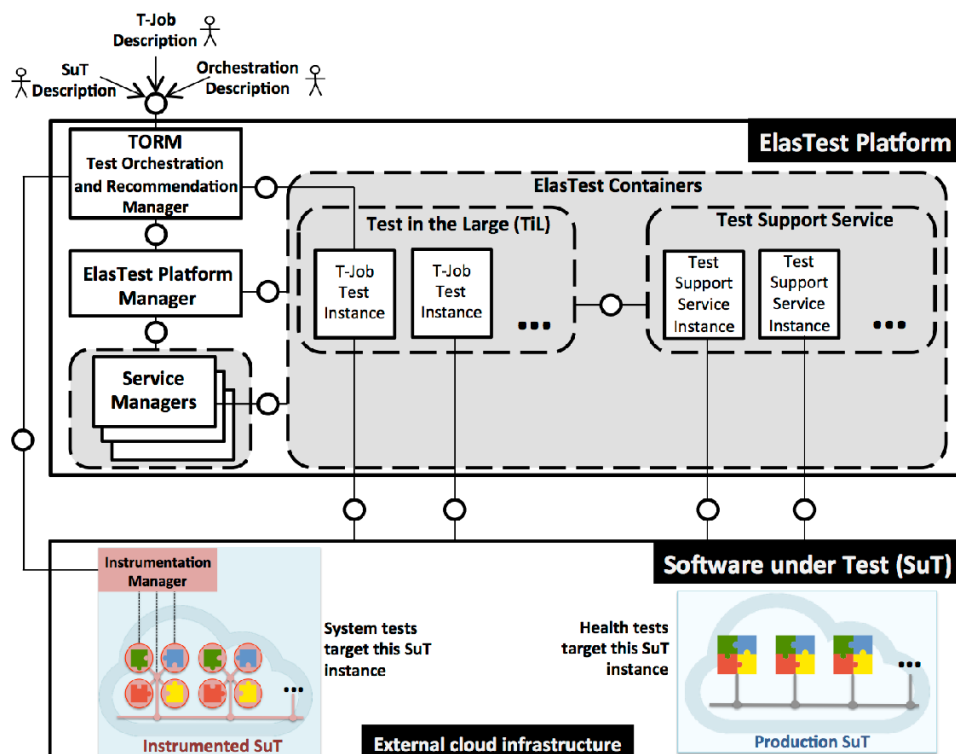 T-Job
Description
SuT
Description
Orchestration
Description
ElasTest Platform
TORM
Test Orchestration
and Recommendation
Manager
ElasTest Containers
Test in the Large (TiL)
Test Support Service
T-Job
Test
Instance
T-Job
Test
Instance
...
Test
Support
Service
Instance
Test
Support
Service
Instance
...
ElasTest Platform
Manager
Service
Managers
Software under Test (SuT)
Instrumentation
Manager
System tests
target this SuT
instance
Health tests
target this SuT
instance
...
...
Instrumented SuT
External cloud infrastructure
Production SuT